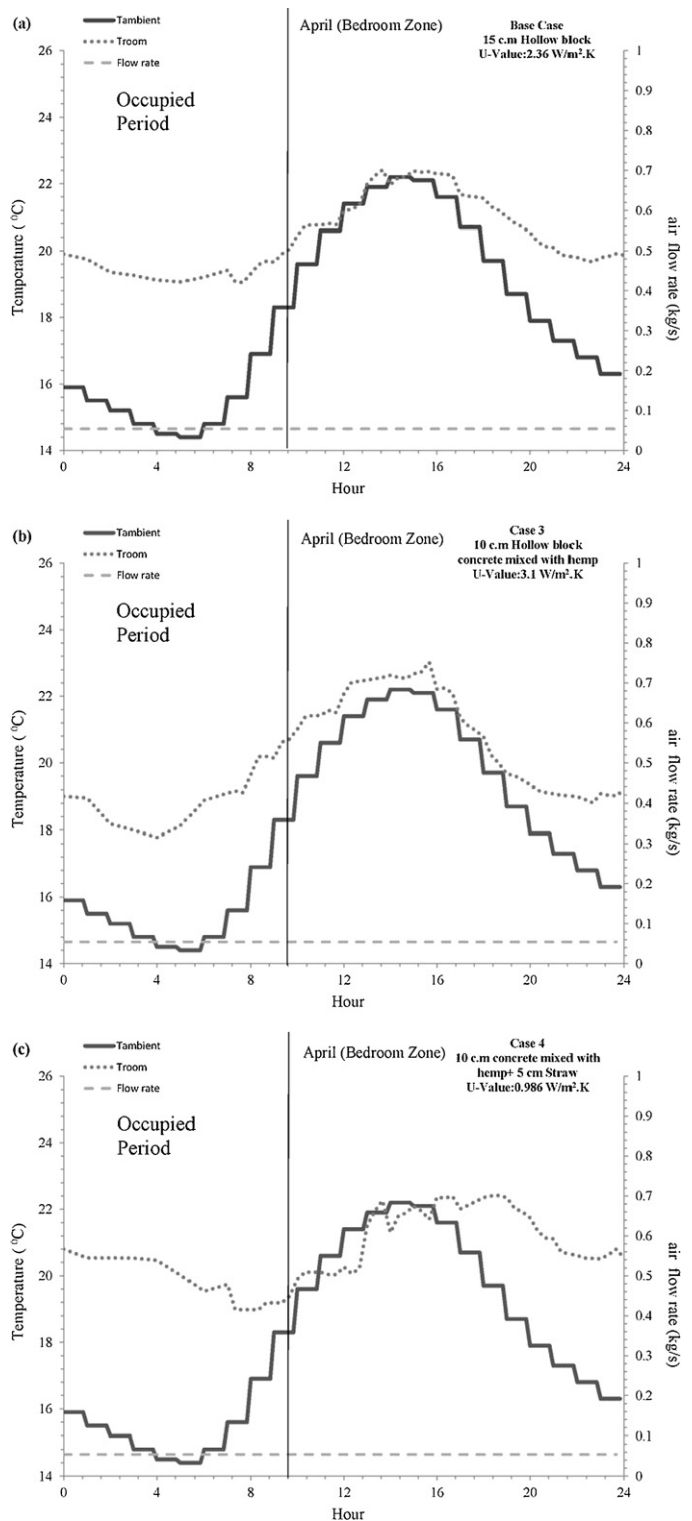 (a)
Tambient
Troom
Flow rate
April (Bedroom Zone)
Base Case
15 c.m Hollow block
U-Value:2.36 W/m².K
Occupied
Period
26
24
22
20
18
16
14
Temperature ( ⁰C)
1
0.9
0.8
0.7
0.6
0.5
0.4
0.3
0.2
0.1
0
air flow rate (kg/s)
0 4 8 12 16 20 24
Hour
(b)
Tambient
Troom
Flow rate
April (Bedroom Zone)
Case 3
10 c.m Hollow block
concrete mixed with hemp
U-Value:3.1 W/m².K
Occupied
Period
26
24
22
20
18
16
14
Temperature ( ⁰C)
1
0.9
0.8
0.7
0.6
0.5
0.4
0.3
0.2
0.1
0
air flow rate (kg/s)
0 4 8 12 16 20 24
Hour
(c)
Tambient
Troom
Flow rate
April (Bedroom Zone)
Case 4
10 c.m concrete mixed with
hemp+ 5 cm Straw
U-Value:0.986 W/m².K
Occupied
Period
26
24
22
20
18
16
14
Temperature ( ⁰C)
1
0.9
0.8
0.7
0.6
0.5
0.4
0.3
0.2
0.1
0
air flow rate (kg/s)
0 4 8 12 16 20 24
Hour